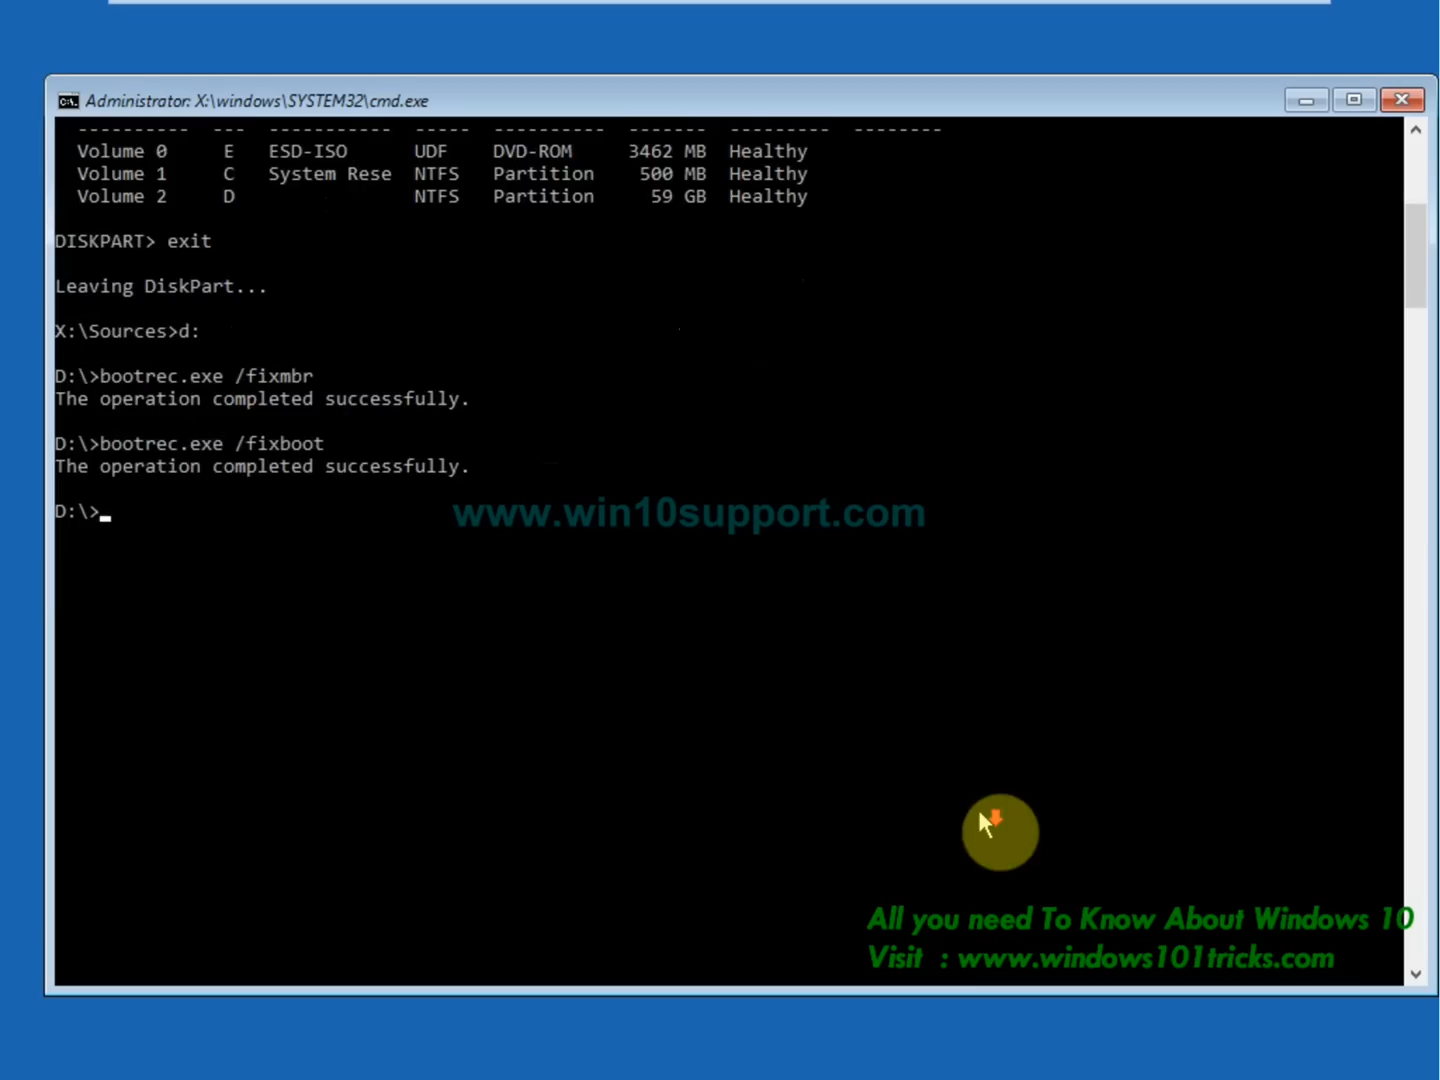 Administrator: X:\windows\SYSTEM32\cmd.exe
---------- --- ----------- ----- ---------- ------- --------- --------
Volume 0 E ESD-ISO UDF DVD-ROM 3462 MB Healthy
Volume 1 C System Rese NTFS Partition 500 MB Healthy
Volume 2 D NTFS Partition 59 GB Healthy
DISKPART> exit
Leaving DiskPart...
X:\Sources>d:
D:\>bootrec.exe /fixmbr
The operation completed successfully.
D:\>bootrec.exe /fixboot
The operation completed successfully.
D:\>
www.win10support.com
All you need To Know About Windows 10
Visit : www.windows101tricks.com